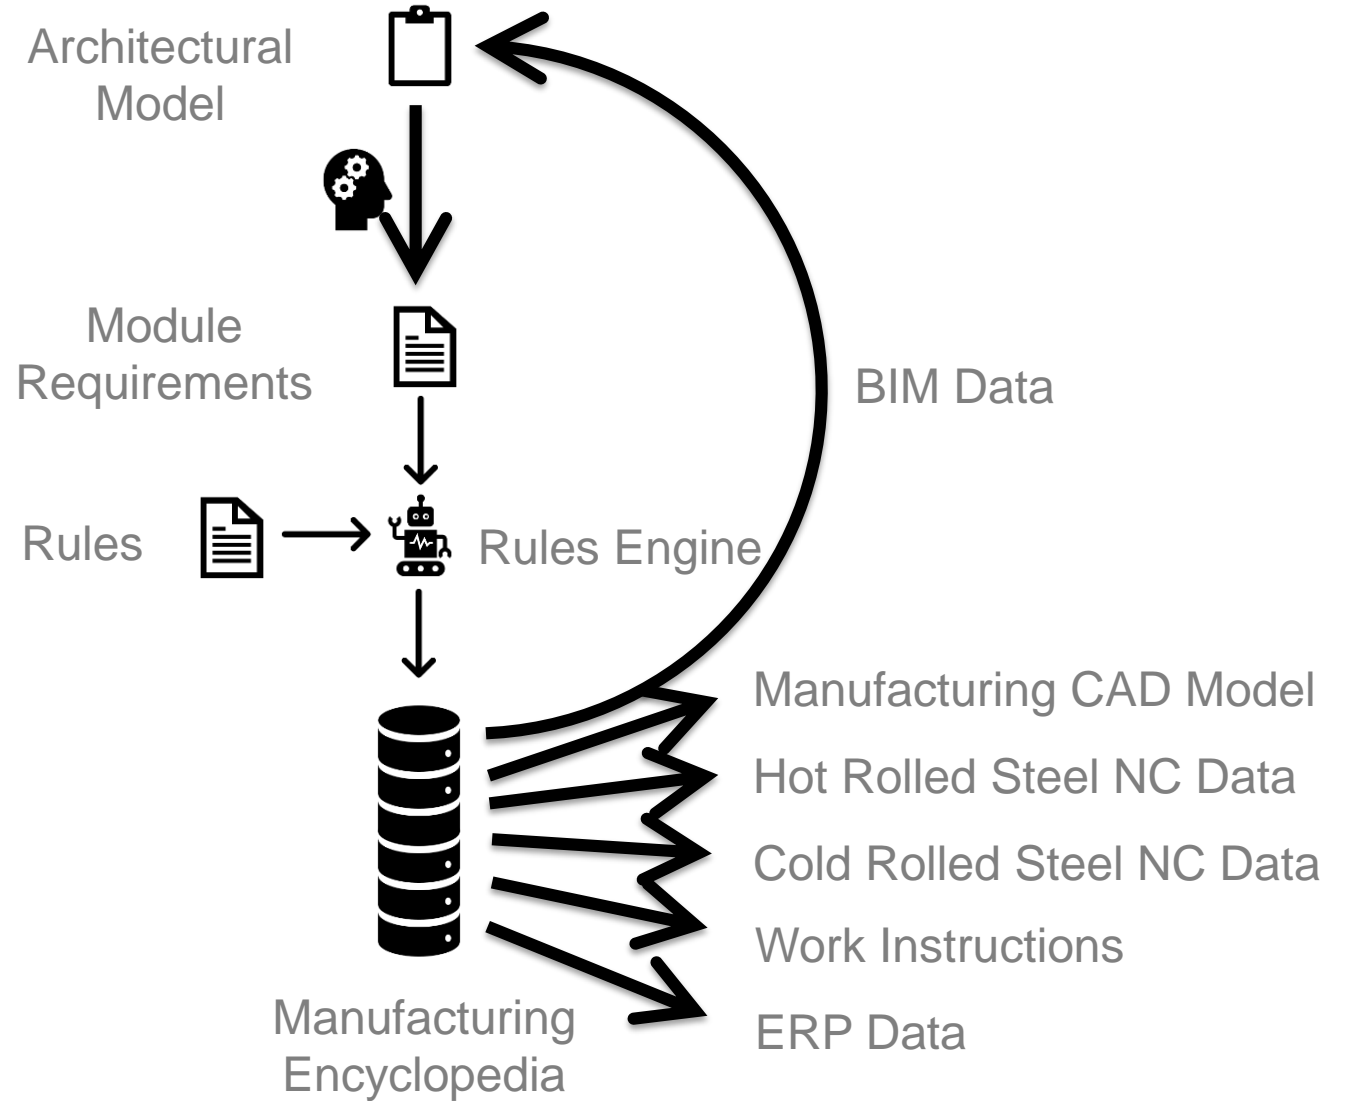 Architectural
Model
Module
Requirements
BIM Data
Rules
Rules Engine
Manufacturing CAD Model
Hot Rolled Steel NC Data
Cold Rolled Steel NC Data
Work Instructions
ERP Data
Manufacturing
Encyclopedia